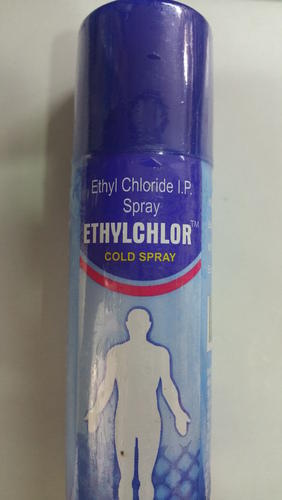 Ethyl Chloride I.P.
Spray
ETHYLCHLOR™
COLD SPRAY